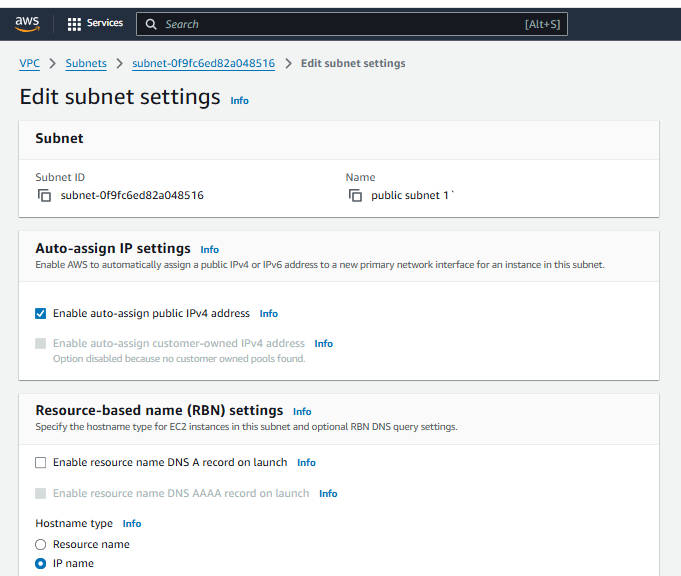 aws Services Search [Alt+S]
VPC > Subnets > subnet-0f9fc6ed82a048516 > Edit subnet settings
Edit subnet settings Info
Subnet
Subnet ID Name
subnet-0f9fc6ed82a048516 public subnet 1`
Auto-assign IP settings Info
Enable AWS to automatically assign a public IPv4 or IPv6 address to a new primary network interface for an instance in this subnet.
Enable auto-assign public IPv4 address Info
Enable auto-assign customer-owned IPv4 address Info
Option disabled because no customer owned pools found.
Resource-based name (RBN) settings Info
Specify the hostname type for EC2 instances in this subnet and optional RBN DNS query settings.
Enable resource name DNS A record on launch Info
Enable resource name DNS AAAA record on launch Info
Hostname type Info
Resource name
IP name